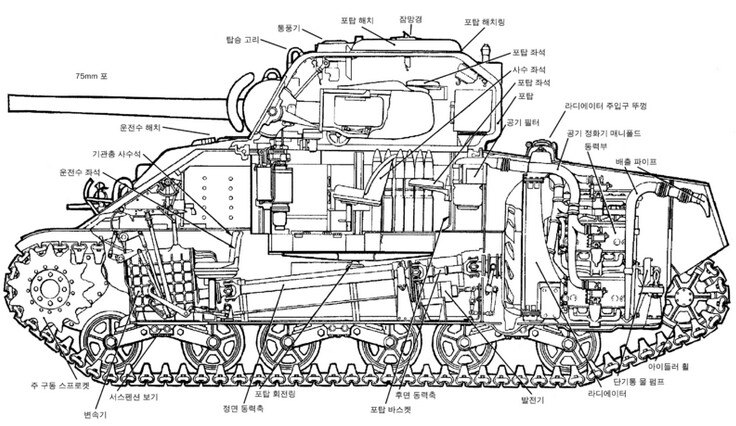 포탑 해치
잠망경
포탑 해치링
통풍기
탑승 고리
포탑 좌석
사수 좌석
포탑 좌석
포탑
75mm 포
라디에이터 주입구 뚜껑
운전수 해치
공기 필터
공기 정화기 매니폴드
동력부
기관총 사수석
배출 파이프
운전수 좌석
아이들러 휠
주 구동 스프로켓
서스펜션 보기
포탑 회전링
후면 동력축
라디에이터
단기통 물 펌프
변속기
정면 동력축
포탑 바스켓
발전기